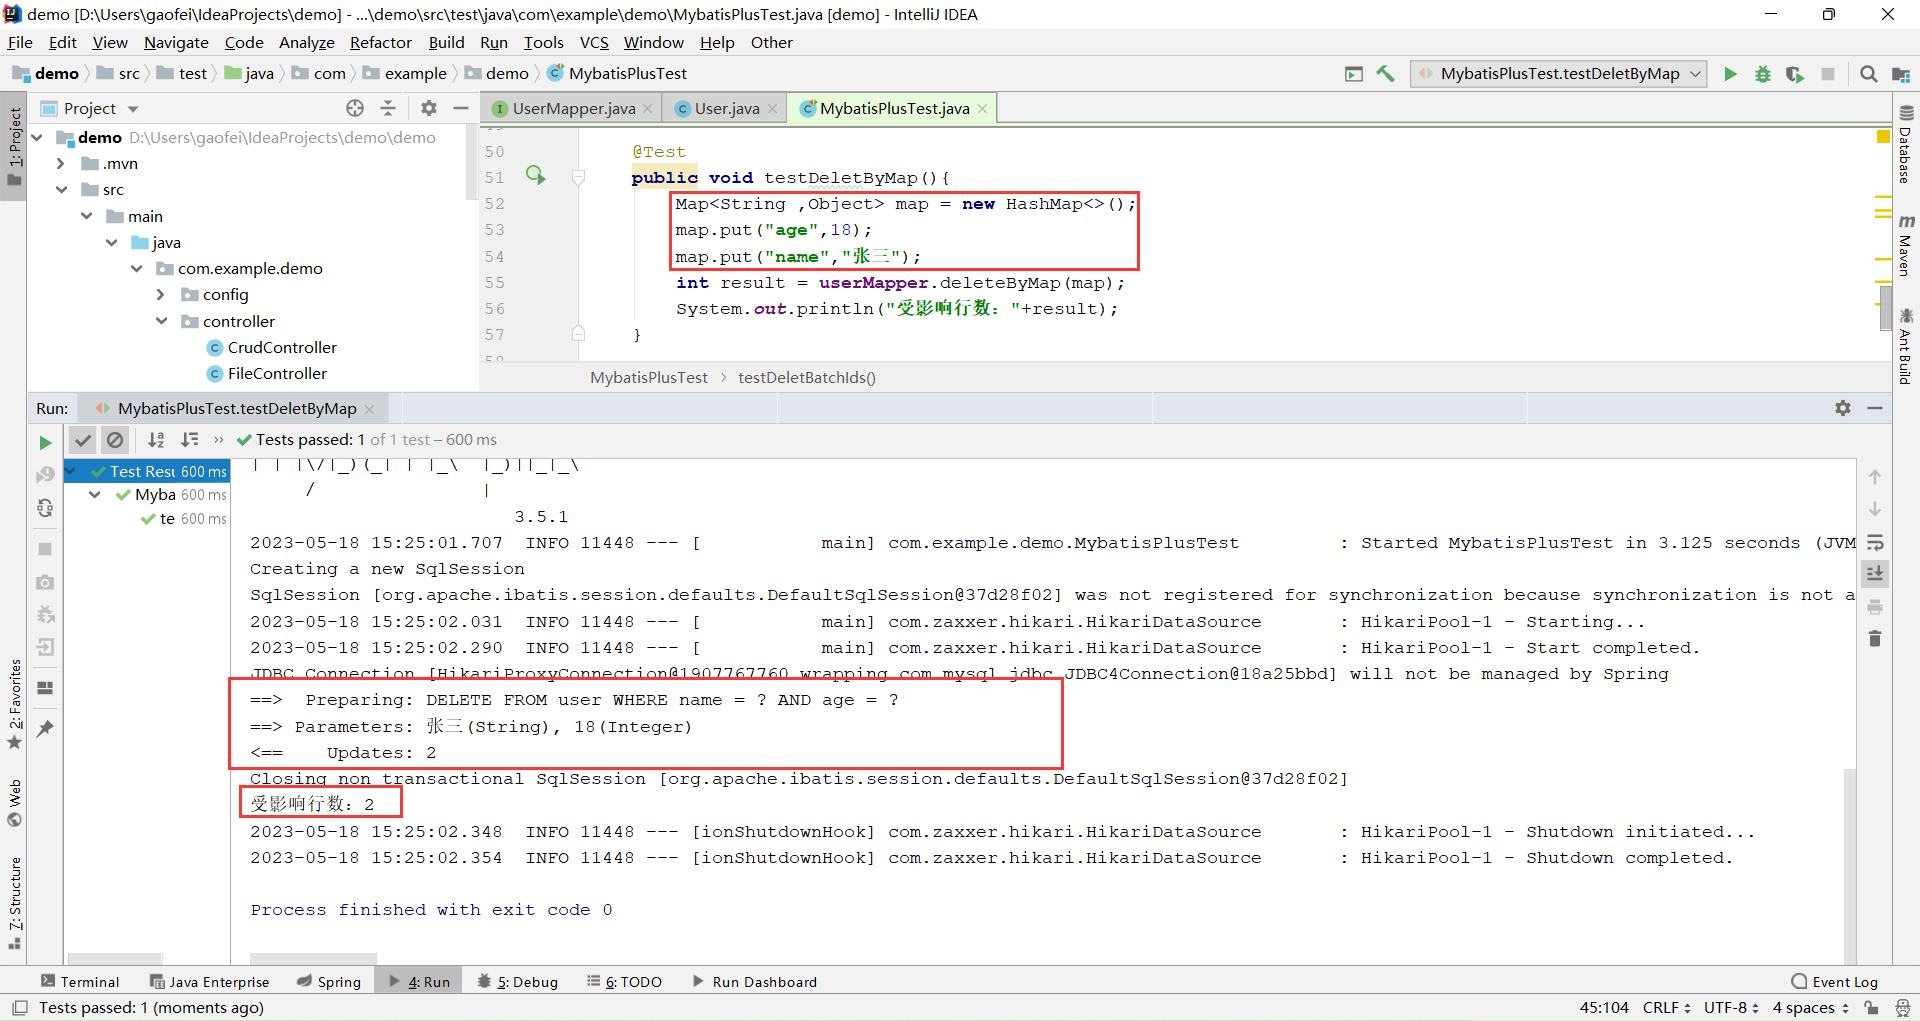 demo [D:\Users\gaofei\IdeaProjects\demo] - ...\demo\src\test\java\com\example\demo\MybatisPlusTest.java [demo] - IntelliJ IDEA
File Edit View Navigate Code Analyze Refactor Build Run Tools VCS Window Help Other
demo src test java com example demo MybatisPlusTest MybatisPlusTest.testDeletByMap
1: Project
Project
demo D:\Users\gaofei\IdeaProjects\demo\demo
.mvn
src
main
java
com.example.demo
config
controller
CrudController
FileController
UserMapper.java User.java MybatisPlusTest.java
50 @Test
51 public void testDeletByMap(){
52 Map<String ,Object> map = new HashMap<>();
53 map.put("age",18);
54 map.put("name","张三");
55 int result = userMapper.deleteByMap(map);
56 System.out.println("受影响行数："+result);
57 }
MybatisPlusTest › testDeletBatchIds()
Database
Maven
Ant Build
Run: MybatisPlusTest.testDeletByMap
Tests passed: 1 of 1 test – 600 ms
Test Resu 600 ms
Myba 600 ms
te 600 ms
| | |\/|_)(_| | |_\ |_)||_|_\
/ |
3.5.1
2023-05-18 15:25:01.707 INFO 11448 --- [ main] com.example.demo.MybatisPlusTest : Started MybatisPlusTest in 3.125 seconds (JVM
Creating a new SqlSession
SqlSession [org.apache.ibatis.session.defaults.DefaultSqlSession@37d28f02] was not registered for synchronization because synchronization is not a
2023-05-18 15:25:02.031 INFO 11448 --- [ main] com.zaxxer.hikari.HikariDataSource : HikariPool-1 - Starting...
2023-05-18 15:25:02.290 INFO 11448 --- [ main] com.zaxxer.hikari.HikariDataSource : HikariPool-1 - Start completed.
JDBC Connection [HikariProxyConnection@1907767760 wrapping com.mysql.jdbc.JDBC4Connection@18a25bbd] will not be managed by Spring
==> Preparing: DELETE FROM user WHERE name = ? AND age = ?
==> Parameters: 张三(String), 18(Integer)
<== Updates: 2
Closing non transactional SqlSession [org.apache.ibatis.session.defaults.DefaultSqlSession@37d28f02]
受影响行数：2
2023-05-18 15:25:02.348 INFO 11448 --- [ionShutdownHook] com.zaxxer.hikari.HikariDataSource : HikariPool-1 - Shutdown initiated...
2023-05-18 15:25:02.354 INFO 11448 --- [ionShutdownHook] com.zaxxer.hikari.HikariDataSource : HikariPool-1 - Shutdown completed.
Process finished with exit code 0
2: Favorites
Web
7: Structure
Terminal Java Enterprise Spring 4: Run 5: Debug 6: TODO Run Dashboard Event Log
Tests passed: 1 (moments ago) 45:104 CRLF UTF-8 4 spaces